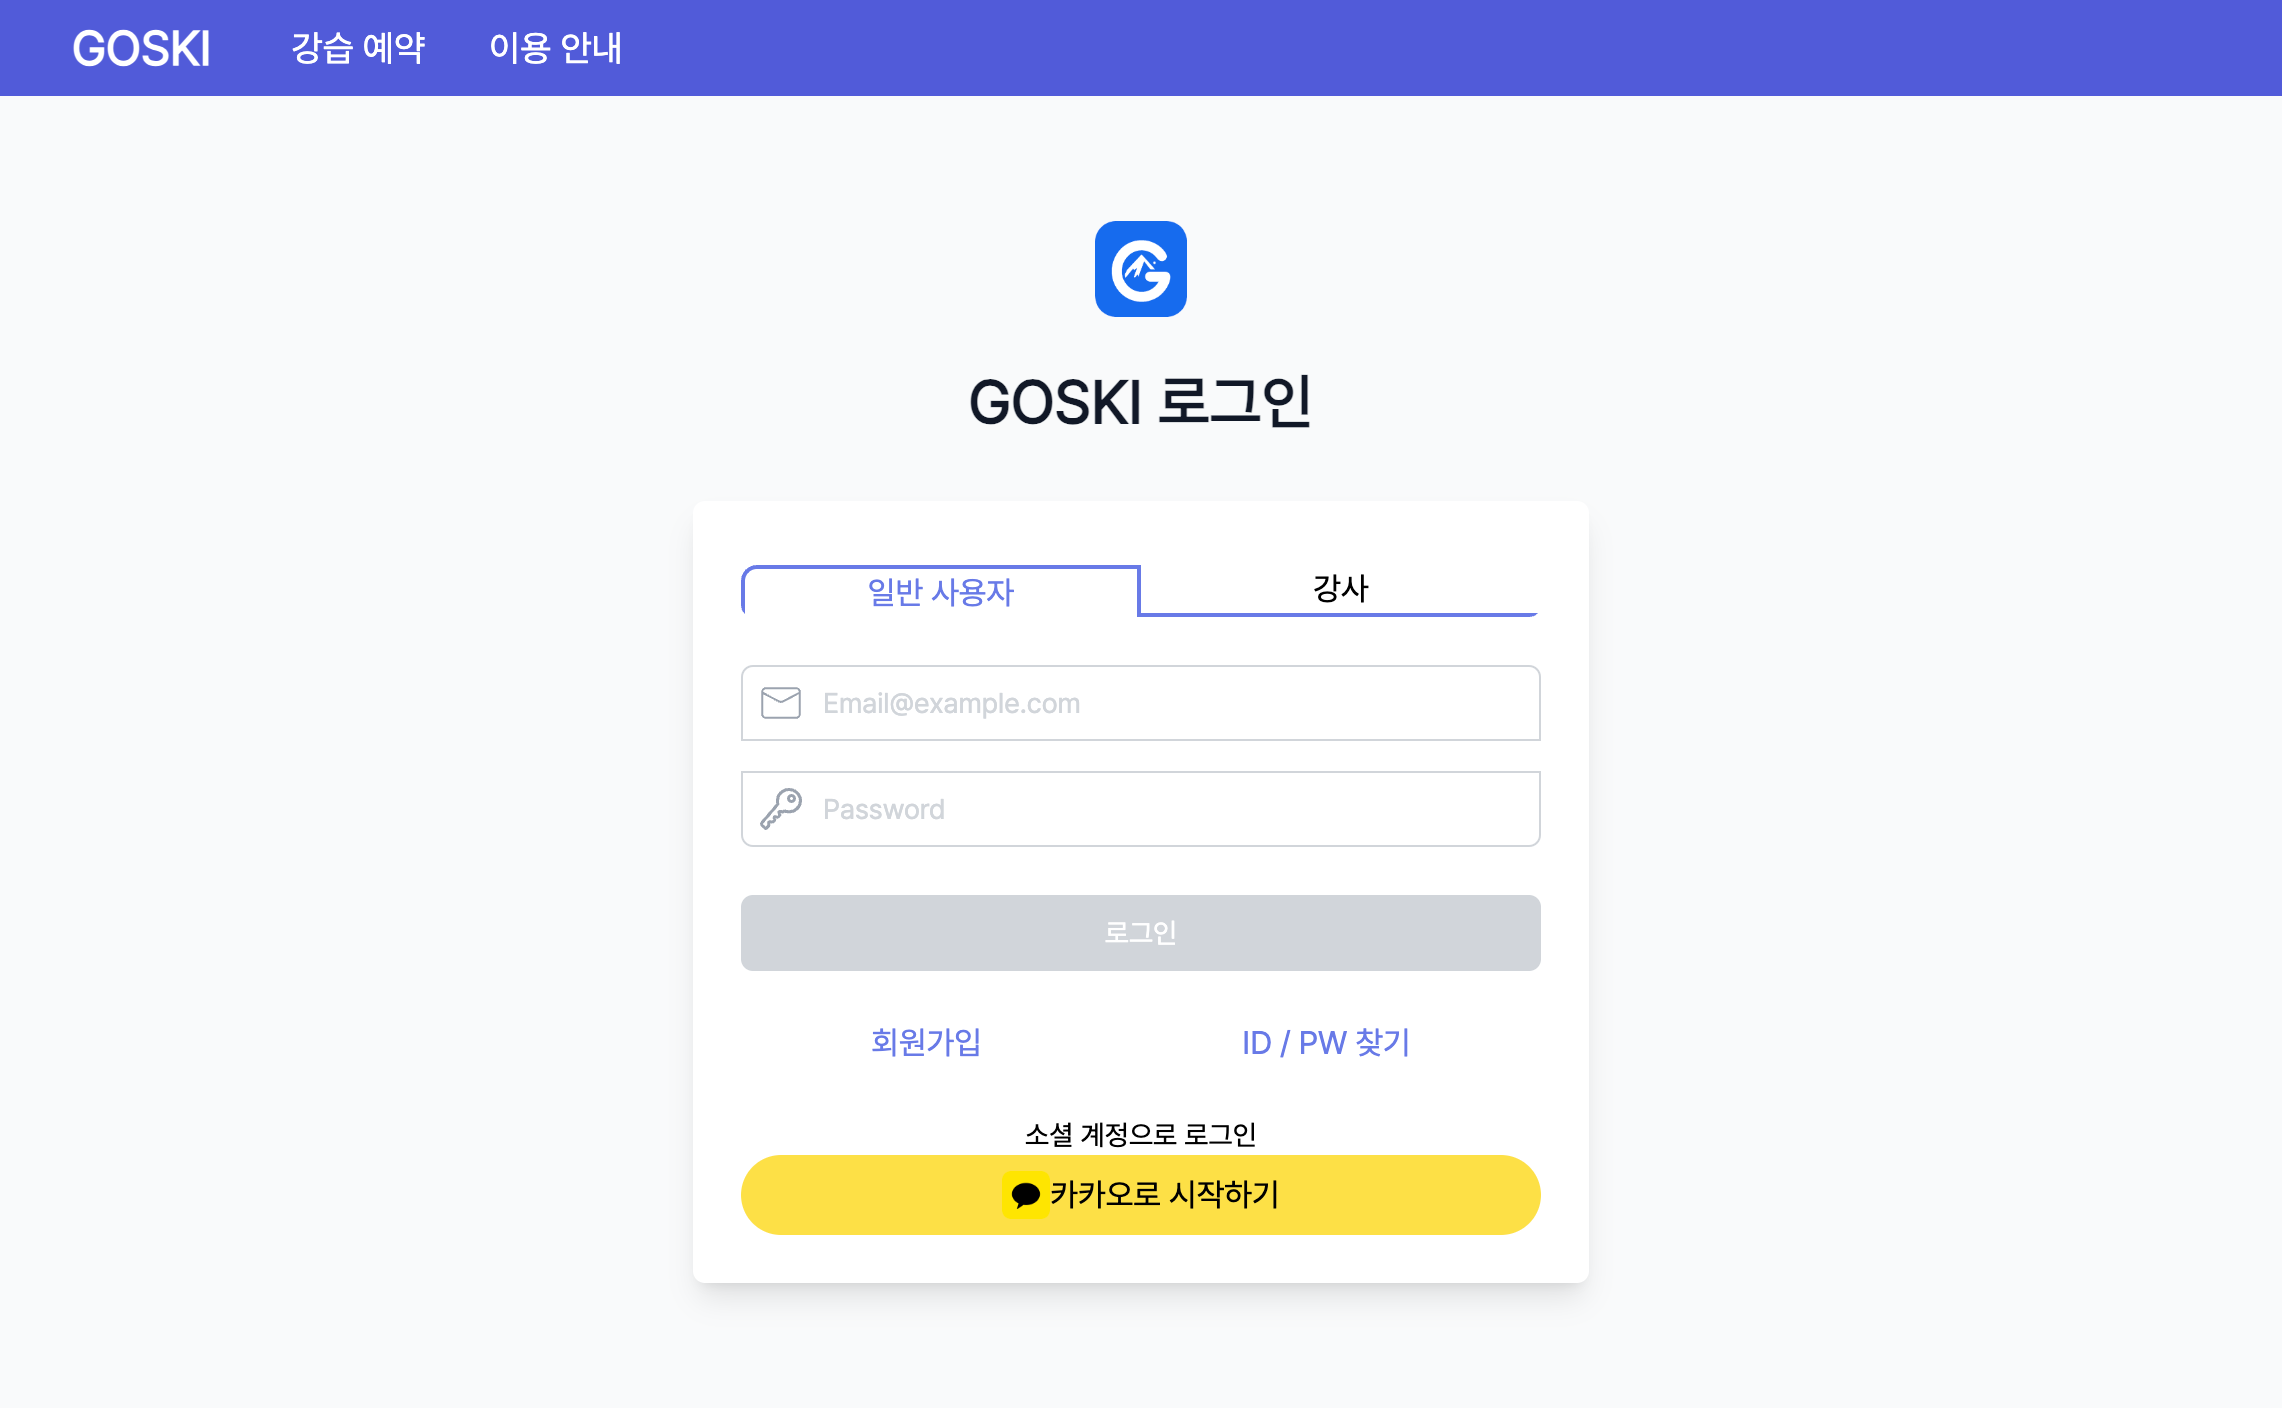 GOSKI 강습 예약 이용 안내
GOSKI 로그인
일반 사용자 강사
Email@example.com
Password
로그인
회원가입 ID / PW 찾기
소셜 계정으로 로그인
카카오로 시작하기